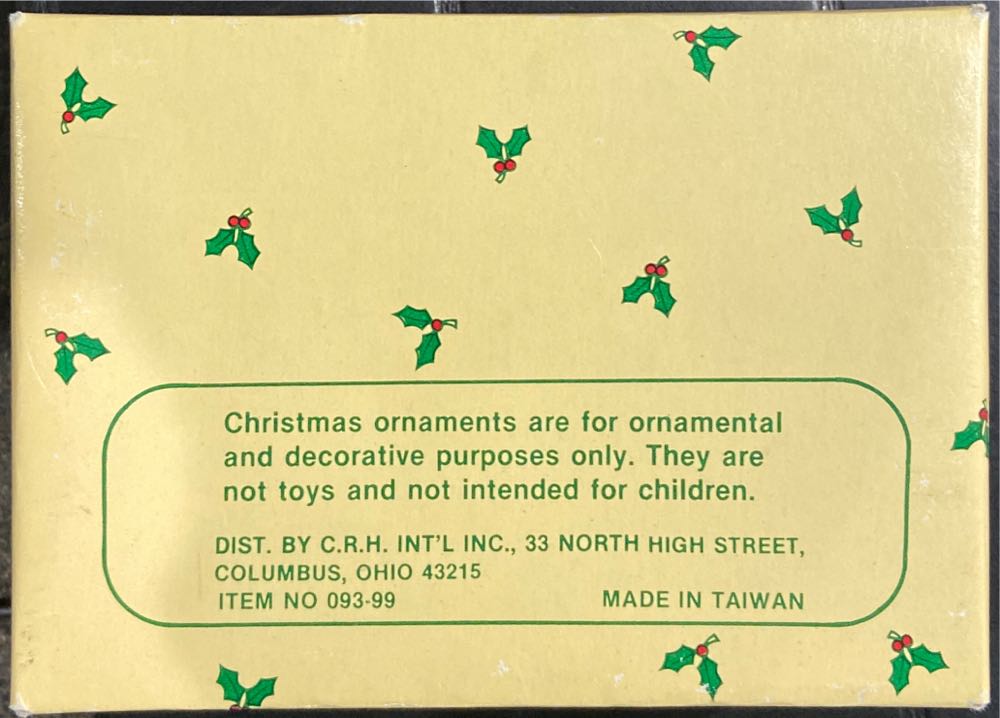 Christmas ornaments are for ornamental
and decorative purposes only. They are
not toys and not intended for children.
DIST. BY C.R.H. INT'L INC., 33 NORTH HIGH STREET,
COLUMBUS, OHIO 43215
ITEM NO 093-99 MADE IN TAIWAN